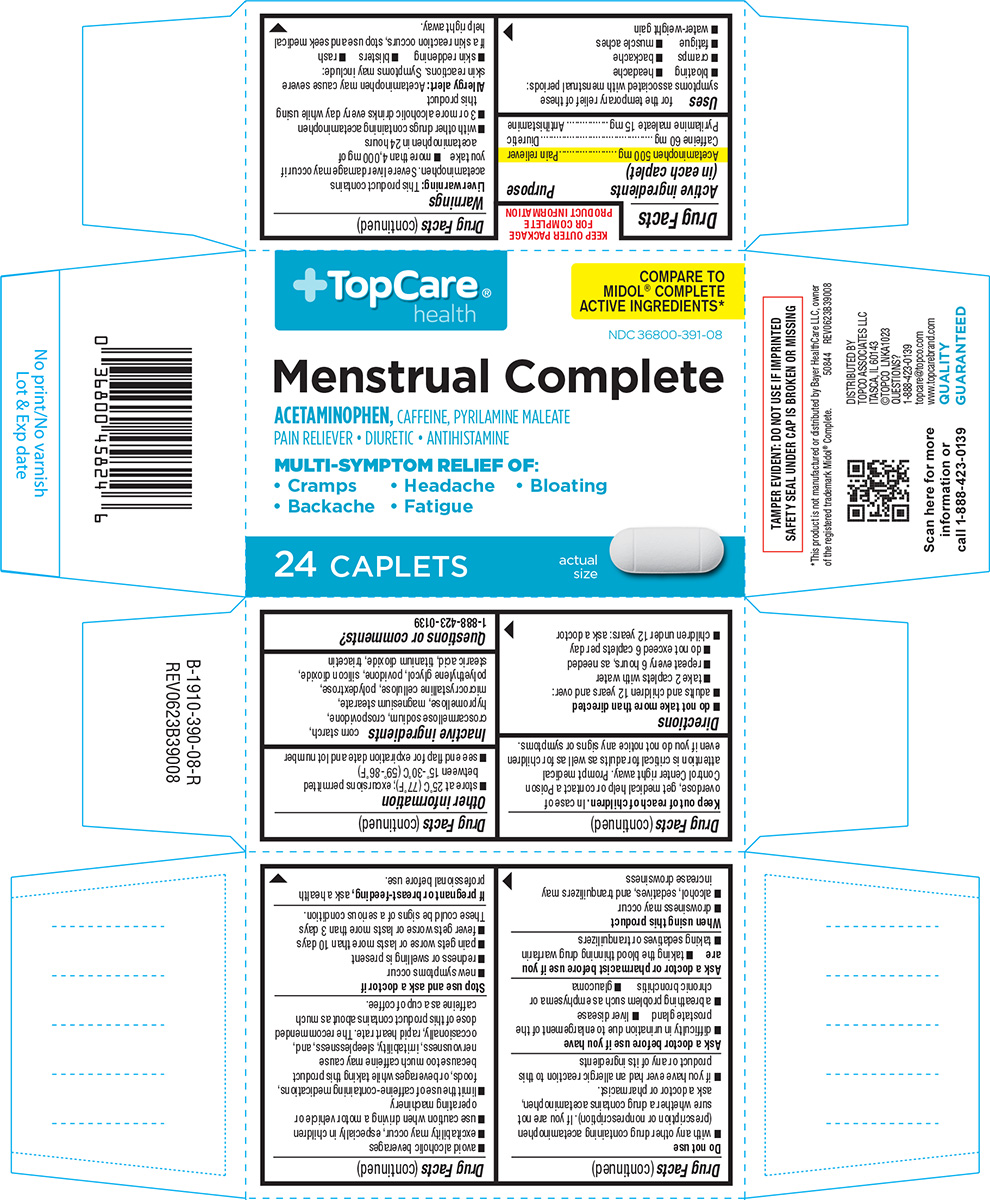 TopCare®
health
COMPARE TO
MIDOL® COMPLETE
ACTIVE INGREDIENTS*
NDC 36800-391-08
Menstrual Complete
ACETAMINOPHEN, CAFFEINE, PYRILAMINE MALEATE
PAIN RELIEVER • DIURETIC • ANTIHISTAMINE
MULTI-SYMPTOM RELIEF OF:
• Cramps • Headache • Bloating
• Backache • Fatigue
24 CAPLETS
actual
size
KEEP OUTER PACKAGE
FOR COMPLETE
PRODUCT INFORMATION
Drug Facts
Active ingredients
(in each caplet) Purpose
Acetaminophen 500 mg....................Pain reliever
Caffeine 60 mg.......................................Diuretic
Pyrilamine maleate 15 mg............... Antihistamine
Uses for the temporary relief of these
symptoms associated with menstrual periods:
■ bloating ■ headache
■ cramps ■ backache
■ fatigue ■ muscle aches
■ water-weight gain
Drug Facts (continued)
Warnings
Liver warning: This product contains
acetaminophen. Severe liver damage may occur if
you take ■ more than 4,000 mg of
acetaminophen in 24 hours
■ with other drugs containing acetaminophen
■ 3 or more alcoholic drinks every day while using
this product
Allergy alert: Acetaminophen may cause severe
skin reactions. Symptoms may include:
■ skin reddening ■ blisters ■ rash
If a skin reaction occurs, stop use and seek medical
help right away.
Drug Facts (continued)
Do not use
■ with any other drug containing acetaminophen
(prescription or nonprescription). If you are not
sure whether a drug contains acetaminophen,
ask a doctor or pharmacist.
■ if you have ever had an allergic reaction to this
product or any of its ingredients
Ask a doctor before use if you have
■ difficulty in urination due to enlargement of the
prostate gland ■ liver disease
■ a breathing problem such as emphysema or
chronic bronchitis ■ glaucoma
Ask a doctor or pharmacist before use if you
are ■ taking the blood thinning drug warfarin
■ taking sedatives or tranquilizers
When using this product
■ drowsiness may occur
■ alcohol, sedatives, and tranquilizers may
increase drowsiness
Drug Facts (continued)
■ avoid alcoholic beverages
■ excitability may occur, especially in children
■ use caution when driving a motor vehicle or
operating machinery
■ limit the use of caffeine-containing medications,
foods, or beverages while taking this product
because too much caffeine may cause
nervousness, irritability, sleeplessness, and,
occasionally, rapid heart rate. The recommended
dose of this product contains about as much
caffeine as a cup of coffee.
Stop use and ask a doctor if
■ new symptoms occur
■ redness or swelling is present
■ pain gets worse or lasts more than 10 days
■ fever gets worse or lasts more than 3 days
These could be signs of a serious condition.
If pregnant or breast-feeding, ask a health
professional before use.
Drug Facts (continued)
Keep out of reach of children. In case of
overdose, get medical help or contact a Poison
Control Center right away. Prompt medical
attention is critical for adults as well as for children
even if you do not notice any signs or symptoms.
Directions
■ do not take more than directed
■ adults and children 12 years and over:
■ take 2 caplets with water
■ repeat every 6 hours, as needed
■ do not exceed 6 caplets per day
■ children under 12 years: ask a doctor
Drug Facts (continued)
Other information
■ store at 25°C (77°F); excursions permitted
between 15°-30°C (59°-86°F)
■ see end flap for expiration date and lot number
Inactive ingredients corn starch,
croscarmellose sodium, crospovidone,
hypromellose, magnesium stearate,
microcrystalline cellulose, polydextrose,
polyethylene glycol, povidone, silicon dioxide,
stearic acid, titanium dioxide, triacetin
Questions or comments?
1-888-423-0139
TAMPER EVIDENT: DO NOT USE IF IMPRINTED
SAFETY SEAL UNDER CAP IS BROKEN OR MISSING
*This product is not manufactured or distributed by Bayer HealthCare LLC, owner
of the registered trademark Midol® Complete. 50844 REV0623B39008
DISTRIBUTED BY
TOPCO ASSOCIATES LLC
ITASCA, IL 60143
©TOPCO LNKA1023
QUESTIONS?
1-888-423-0139
topcare@topco.com
www.topcarebrand.com
QUALITY
GUARANTEED
Scan here for more
information or
call 1-888-423-0139
0 36800 45824 6
No print/No varnish
Lot & Exp date
B-1910-390-08-R
REV0623B39008